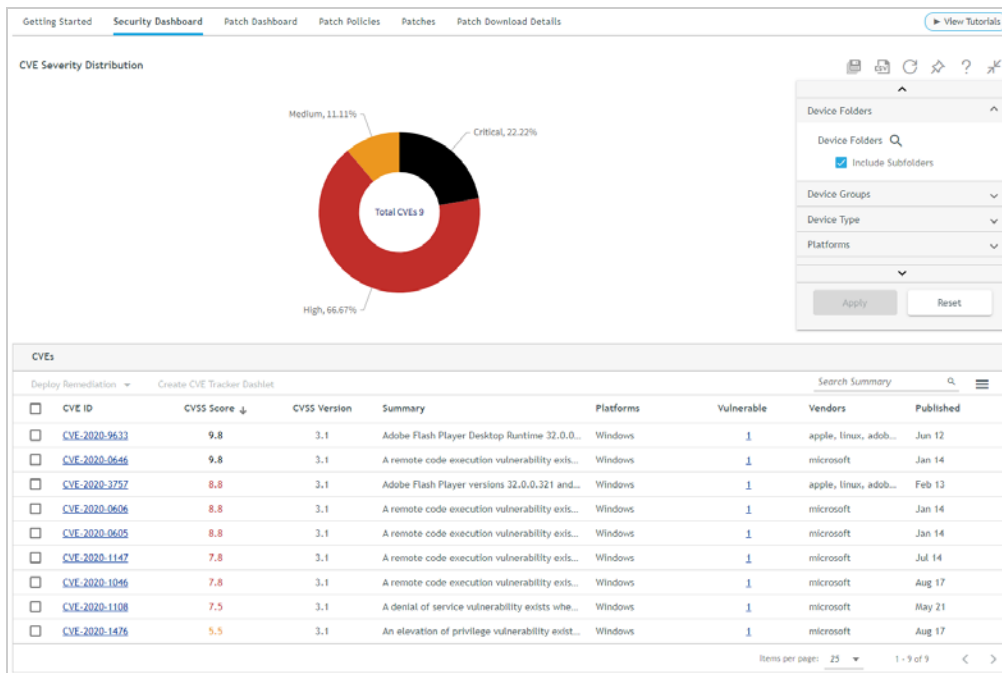 Getting Started Security Dashboard Patch Dashboard Patch Policies Patches Patch Download Details View Tutorials
CVE Severity Distribution
CSV ?
Device Folders
Medium, 11.11%
Critical, 22.22%
Device Folders
Include Subfolders
Device Groups
Total CVEs 9
Device Type
Platforms
High, 66.67%
Apply Reset
CVEs
Deploy Remediation Create CVE Tracker Dashlet Search Summary
CVE ID CVSS Score ↓ CVSS Version Summary Platforms Vulnerable Vendors Published
CVE-2020-9633 9.8 3.1 Adobe Flash Player Desktop Runtime 32.0.0... Windows 1 apple, linux, adob... Jun 12
CVE-2020-0646 9.8 3.1 A remote code execution vulnerability exis... Windows 1 microsoft Jan 14
CVE-2020-3757 8.8 3.1 Adobe Flash Player versions 32.0.0.321 and... Windows 1 apple, linux, adob... Feb 13
CVE-2020-0606 8.8 3.1 A remote code execution vulnerability exis... Windows 1 microsoft Jan 14
CVE-2020-0605 8.8 3.1 A remote code execution vulnerability exis... Windows 1 microsoft Jan 14
CVE-2020-1147 7.8 3.1 A remote code execution vulnerability exis... Windows 1 microsoft Jul 14
CVE-2020-1046 7.8 3.1 A remote code execution vulnerability exis... Windows 1 microsoft Aug 17
CVE-2020-1108 7.5 3.1 A denial of service vulnerability exists whe... Windows 1 microsoft May 21
CVE-2020-1476 5.5 3.1 An elevation of privilege vulnerability exist... Windows 1 microsoft Aug 17
Items per page: 25 1 - 9 of 9